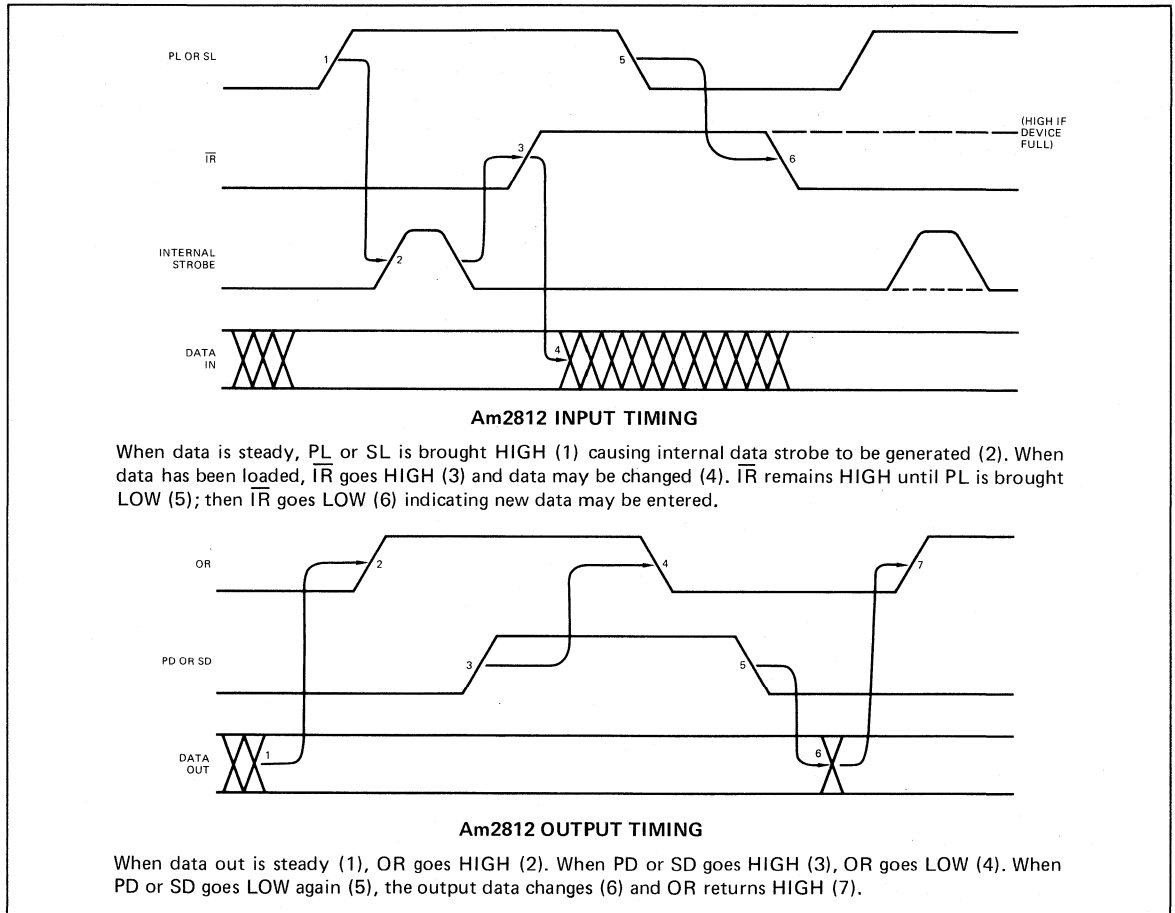 PL OR SL
1
5
(HIGH IF
DEVICE
FULL)
IR
3
6
INTERNAL
STROBE
2
DATA
IN
4
Am2812 INPUT TIMING
When data is steady, PL or SL is brought HIGH (1) causing internal data strobe to be generated (2). When
data has been loaded, I̅R̅ goes HIGH (3) and data may be changed (4). I̅R̅ remains HIGH until PL is brought
LOW (5); then I̅R̅ goes LOW (6) indicating new data may be entered.
OR
2
4
7
PD OR SD
3
5
DATA
OUT
1
6
Am2812 OUTPUT TIMING
When data out is steady (1), OR goes HIGH (2). When PD or SD goes HIGH (3), OR goes LOW (4). When
PD or SD goes LOW again (5), the output data changes (6) and OR returns HIGH (7).